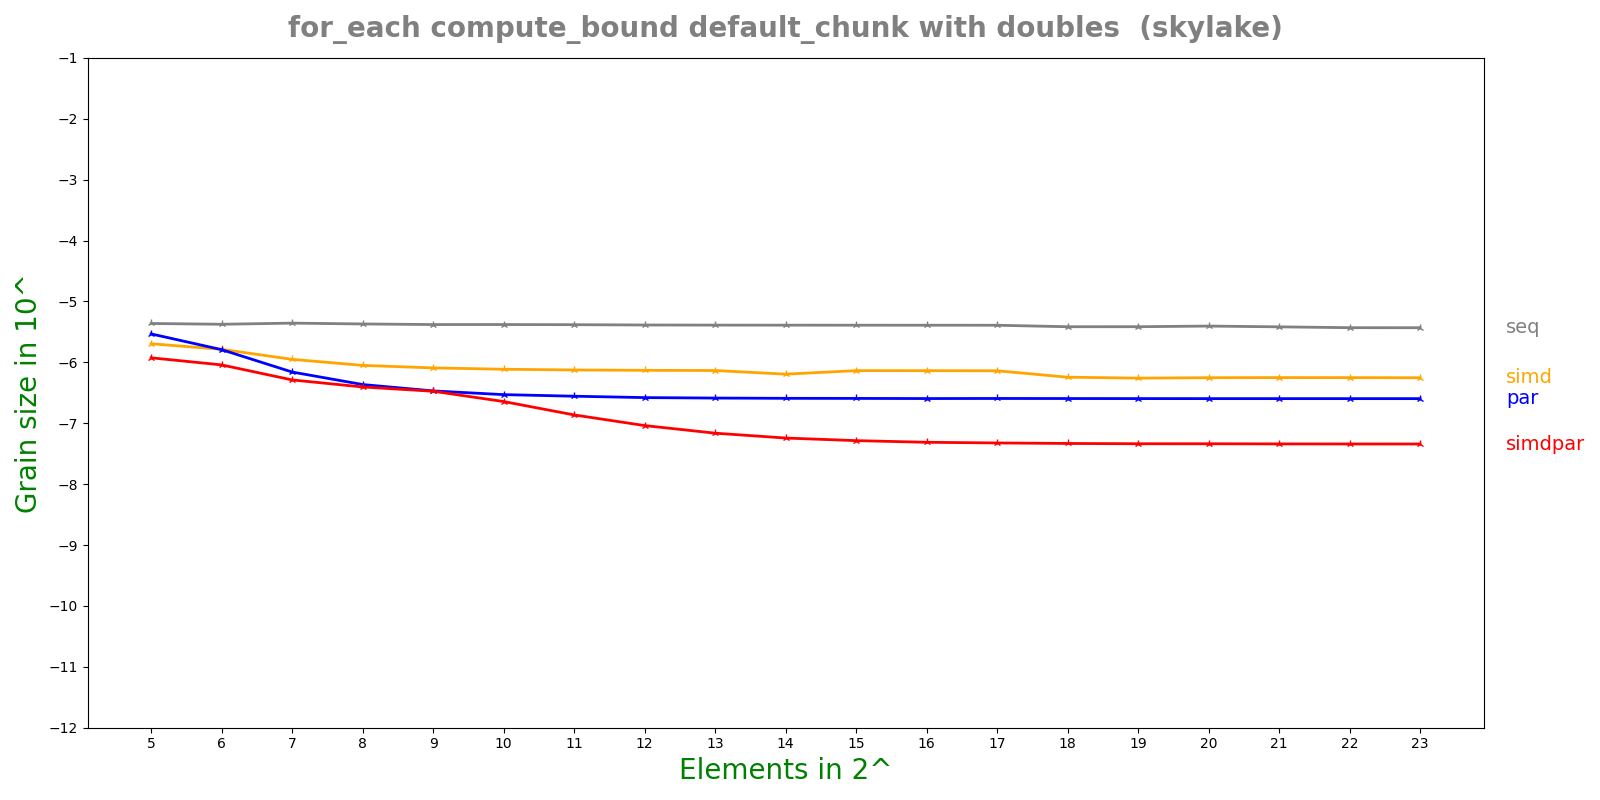 for_each compute_bound default_chunk with doubles (skylake)
−1
−2
−3
−4
−5
−6
−7
−8
−9
−10
−11
−12
Grain size in 10^
seq
simd
par
simdpar
5 6 7 8 9 10 11 12 13 14 15 16 17 18 19 20 21 22 23
Elements in 2^